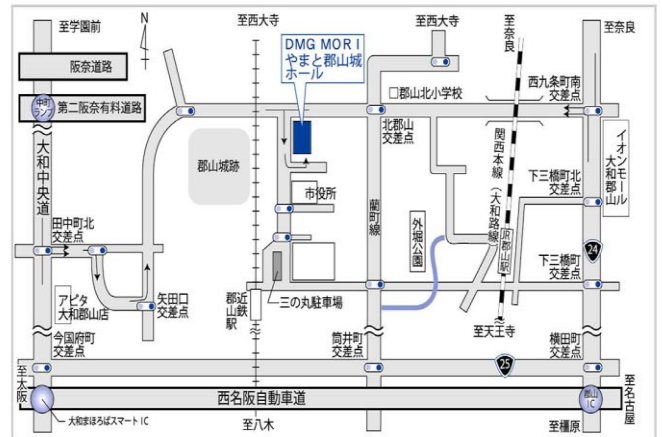 至学園前
N
至西大寺
至西大寺
至奈良
至奈良
DMG MORI
やまと郡山城
ホール
阪奈道路
中町
ランプ
第二阪奈有料道路
□郡山北小学校
西九条町南
交差点
北郡山
交差点
大和中央道
郡山城跡
市役所
藺町線
外堀公園
関西本線(大和路線)
JR郡山駅
下三橋町北
交差点
イオンモール
大和郡山
田中町北
交差点
24
下三橋町
交差点
アピタ
大和郡山店
矢田口
交差点
近鉄
郡山駅
三の丸駐車場
至天王寺
今国府町
交差点
筒井町
交差点
横田町
交差点
25
至大阪
西名阪自動車道
郡山
IC
至名古屋
大和まほろばスマートIC
至八木
至橿原